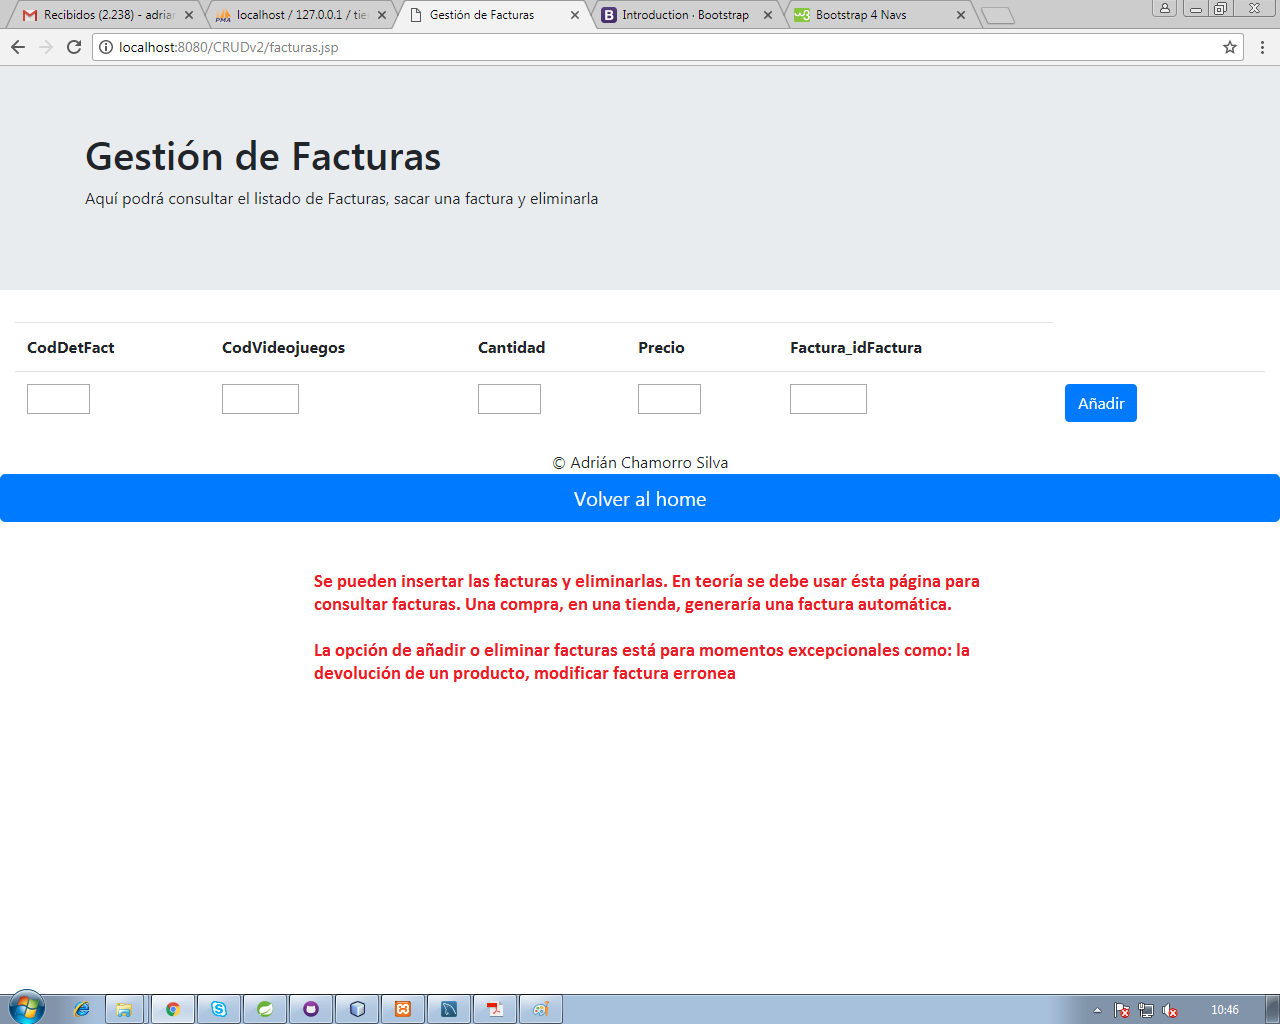 Recibidos (2.238) - adrian
localhost / 127.0.0.1 / tie
Gestión de Facturas
Introduction · Bootstrap
Bootstrap 4 Navs
localhost:8080/CRUDv2/facturas.jsp
Gestión de Facturas
Aquí podrá consultar el listado de Facturas, sacar una factura y eliminarla
CodDetFact CodVideojuegos Cantidad Precio Factura_idFactura
Añadir
© Adrián Chamorro Silva
Volver al home
Se pueden insertar las facturas y eliminarlas. En teoría se debe usar ésta página para
consultar facturas. Una compra, en una tienda, generaría una factura automática.
La opción de añadir o eliminar facturas está para momentos excepcionales como: la
devolución de un producto, modificar factura erronea
10:46